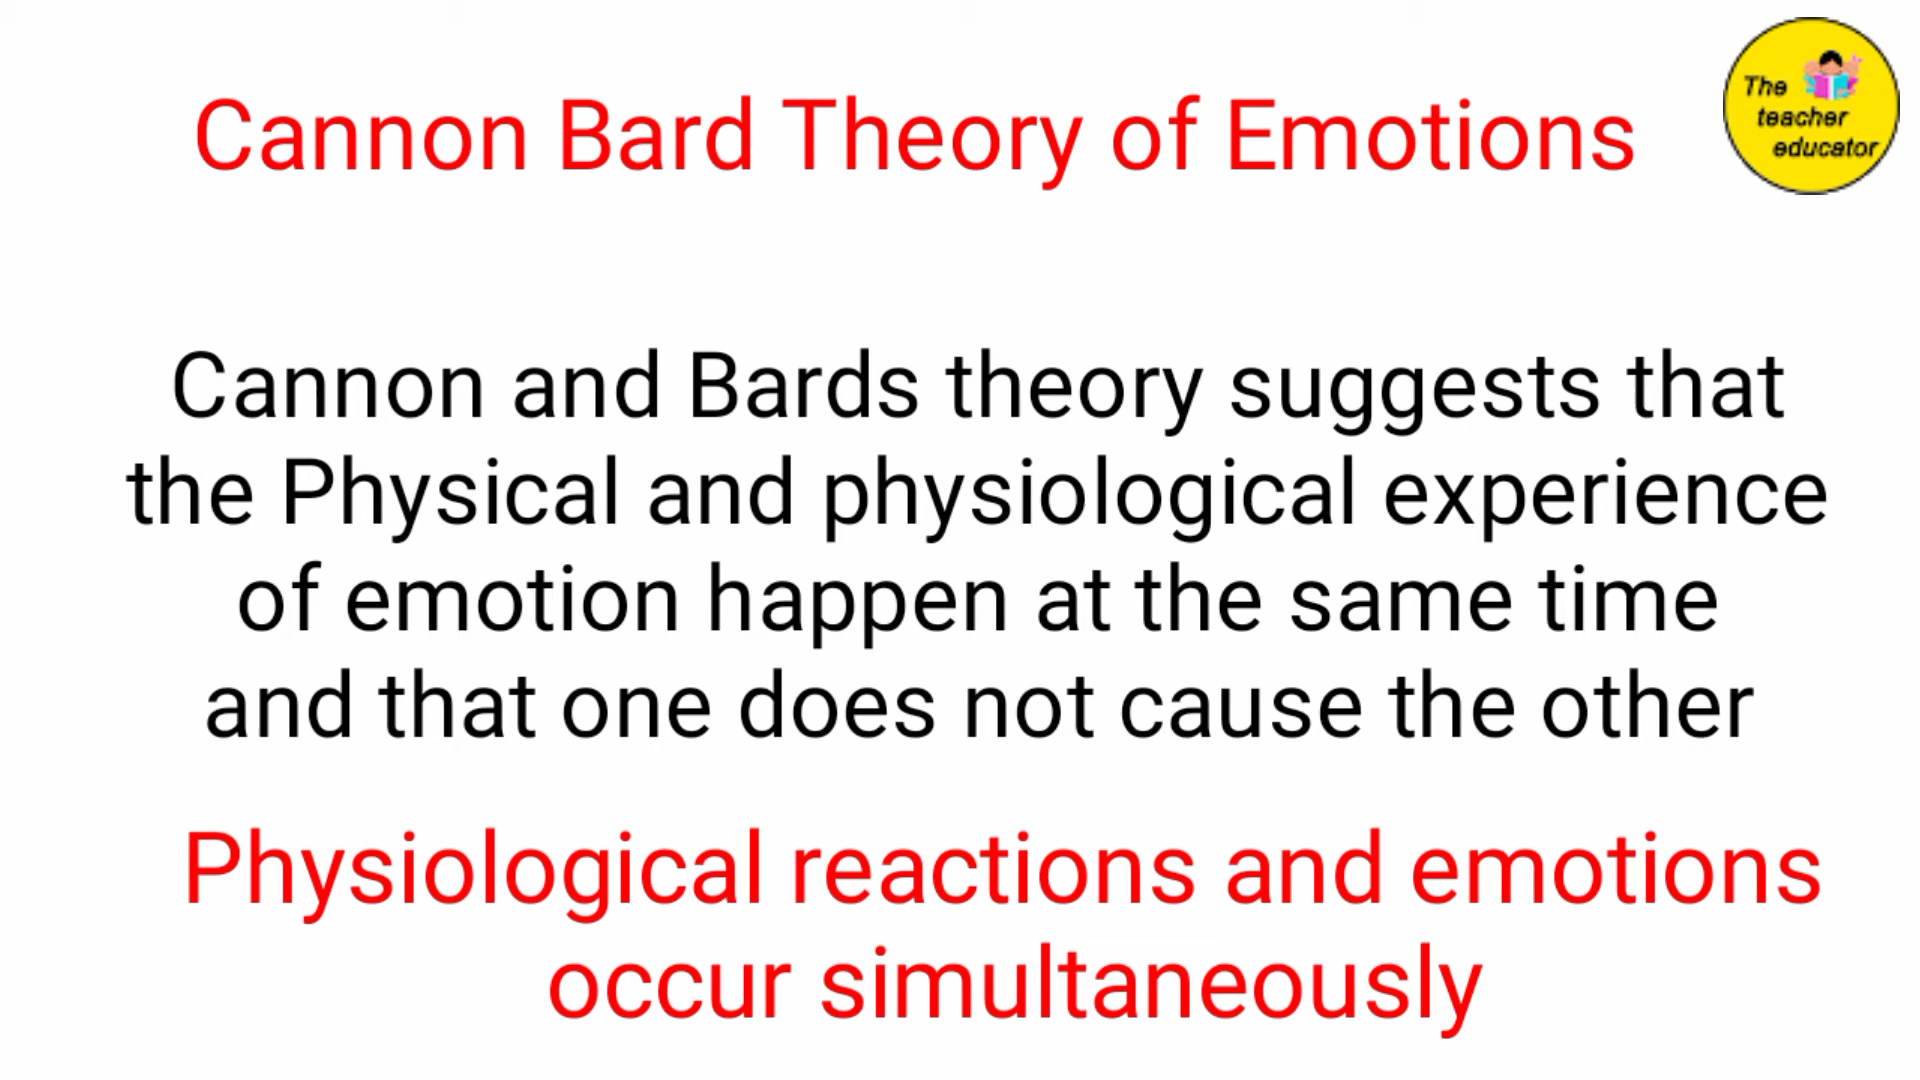 Cannon Bard Theory of Emotions
The
teacher
educator
Cannon and Bards theory suggests that
the Physical and physiological experience
of emotion happen at the same time
and that one does not cause the other
Physiological reactions and emotions
occur simultaneously